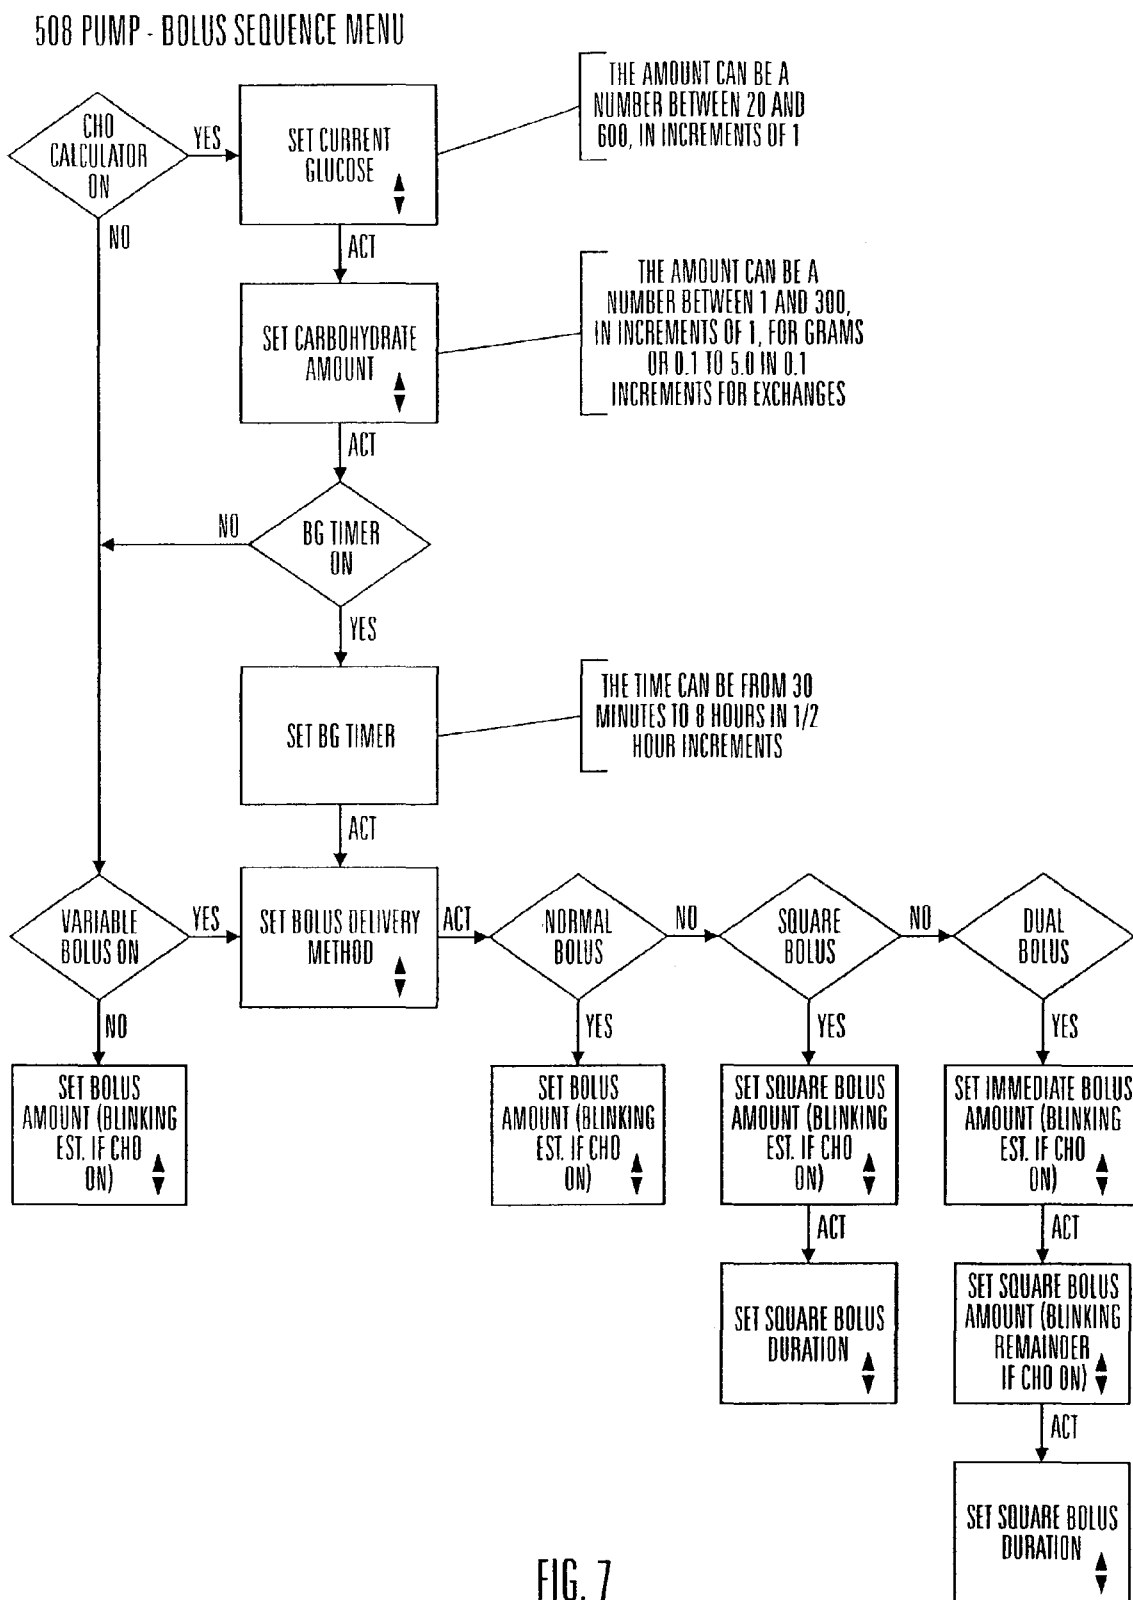 508 PUMP - BOLUS SEQUENCE MENU
CHO
CALCULATOR
ON
YES
NO
SET CURRENT
GLUCOSE
THE AMOUNT CAN BE A
NUMBER BETWEEN 20 AND
600, IN INCREMENTS OF 1
ACT
SET CARBOHYDRATE
AMOUNT
THE AMOUNT CAN BE A
NUMBER BETWEEN 1 AND 300,
IN INCREMENTS OF 1, FOR GRAMS
OR 0.1 TO 5.0 IN 0.1
INCREMENTS FOR EXCHANGES
ACT
NO
BG TIMER
ON
YES
SET BG TIMER
THE TIME CAN BE FROM 30
MINUTES TO 8 HOURS IN 1/2
HOUR INCREMENTS
ACT
VARIABLE
BOLUS ON
YES
SET BOLUS DELIVERY
METHOD
ACT
NORMAL
BOLUS
NO
SQUARE
BOLUS
NO
DUAL
BOLUS
NO
YES
YES
YES
SET BOLUS
AMOUNT (BLINKING
EST. IF CHO
ON)
SET BOLUS
AMOUNT (BLINKING
EST. IF CHO
ON)
SET SQUARE BOLUS
AMOUNT (BLINKING
EST. IF CHO
ON)
SET IMMEDIATE BOLUS
AMOUNT (BLINKING
EST. IF CHO
ON)
ACT
ACT
SET SQUARE BOLUS
DURATION
SET SQUARE BOLUS
AMOUNT (BLINKING
REMAINDER
IF CHO ON)
ACT
SET SQUARE BOLUS
DURATION
FIG. 7